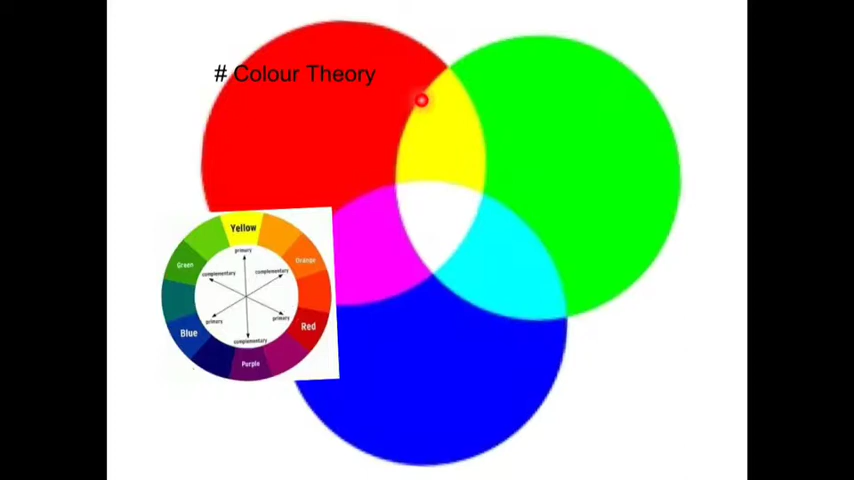 # Colour Theory
Yellow
primary
Green
Orange
complementary
complementary
primary
primary
Blue
Red
complementary
Purple